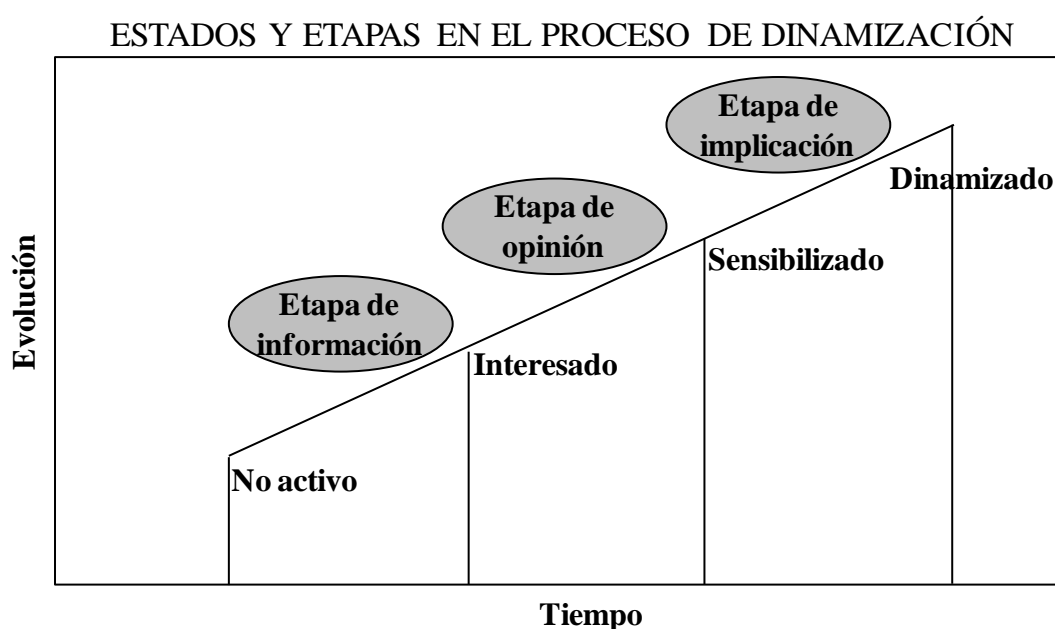 ESTADOS Y ETAPAS EN EL PROCESO DE DINAMIZACIÓN
Etapa de
implicación
Dinamizado
Etapa de
opinión
Sensibilizado
Etapa de
información
Interesado
No activo
Evolución
Tiempo